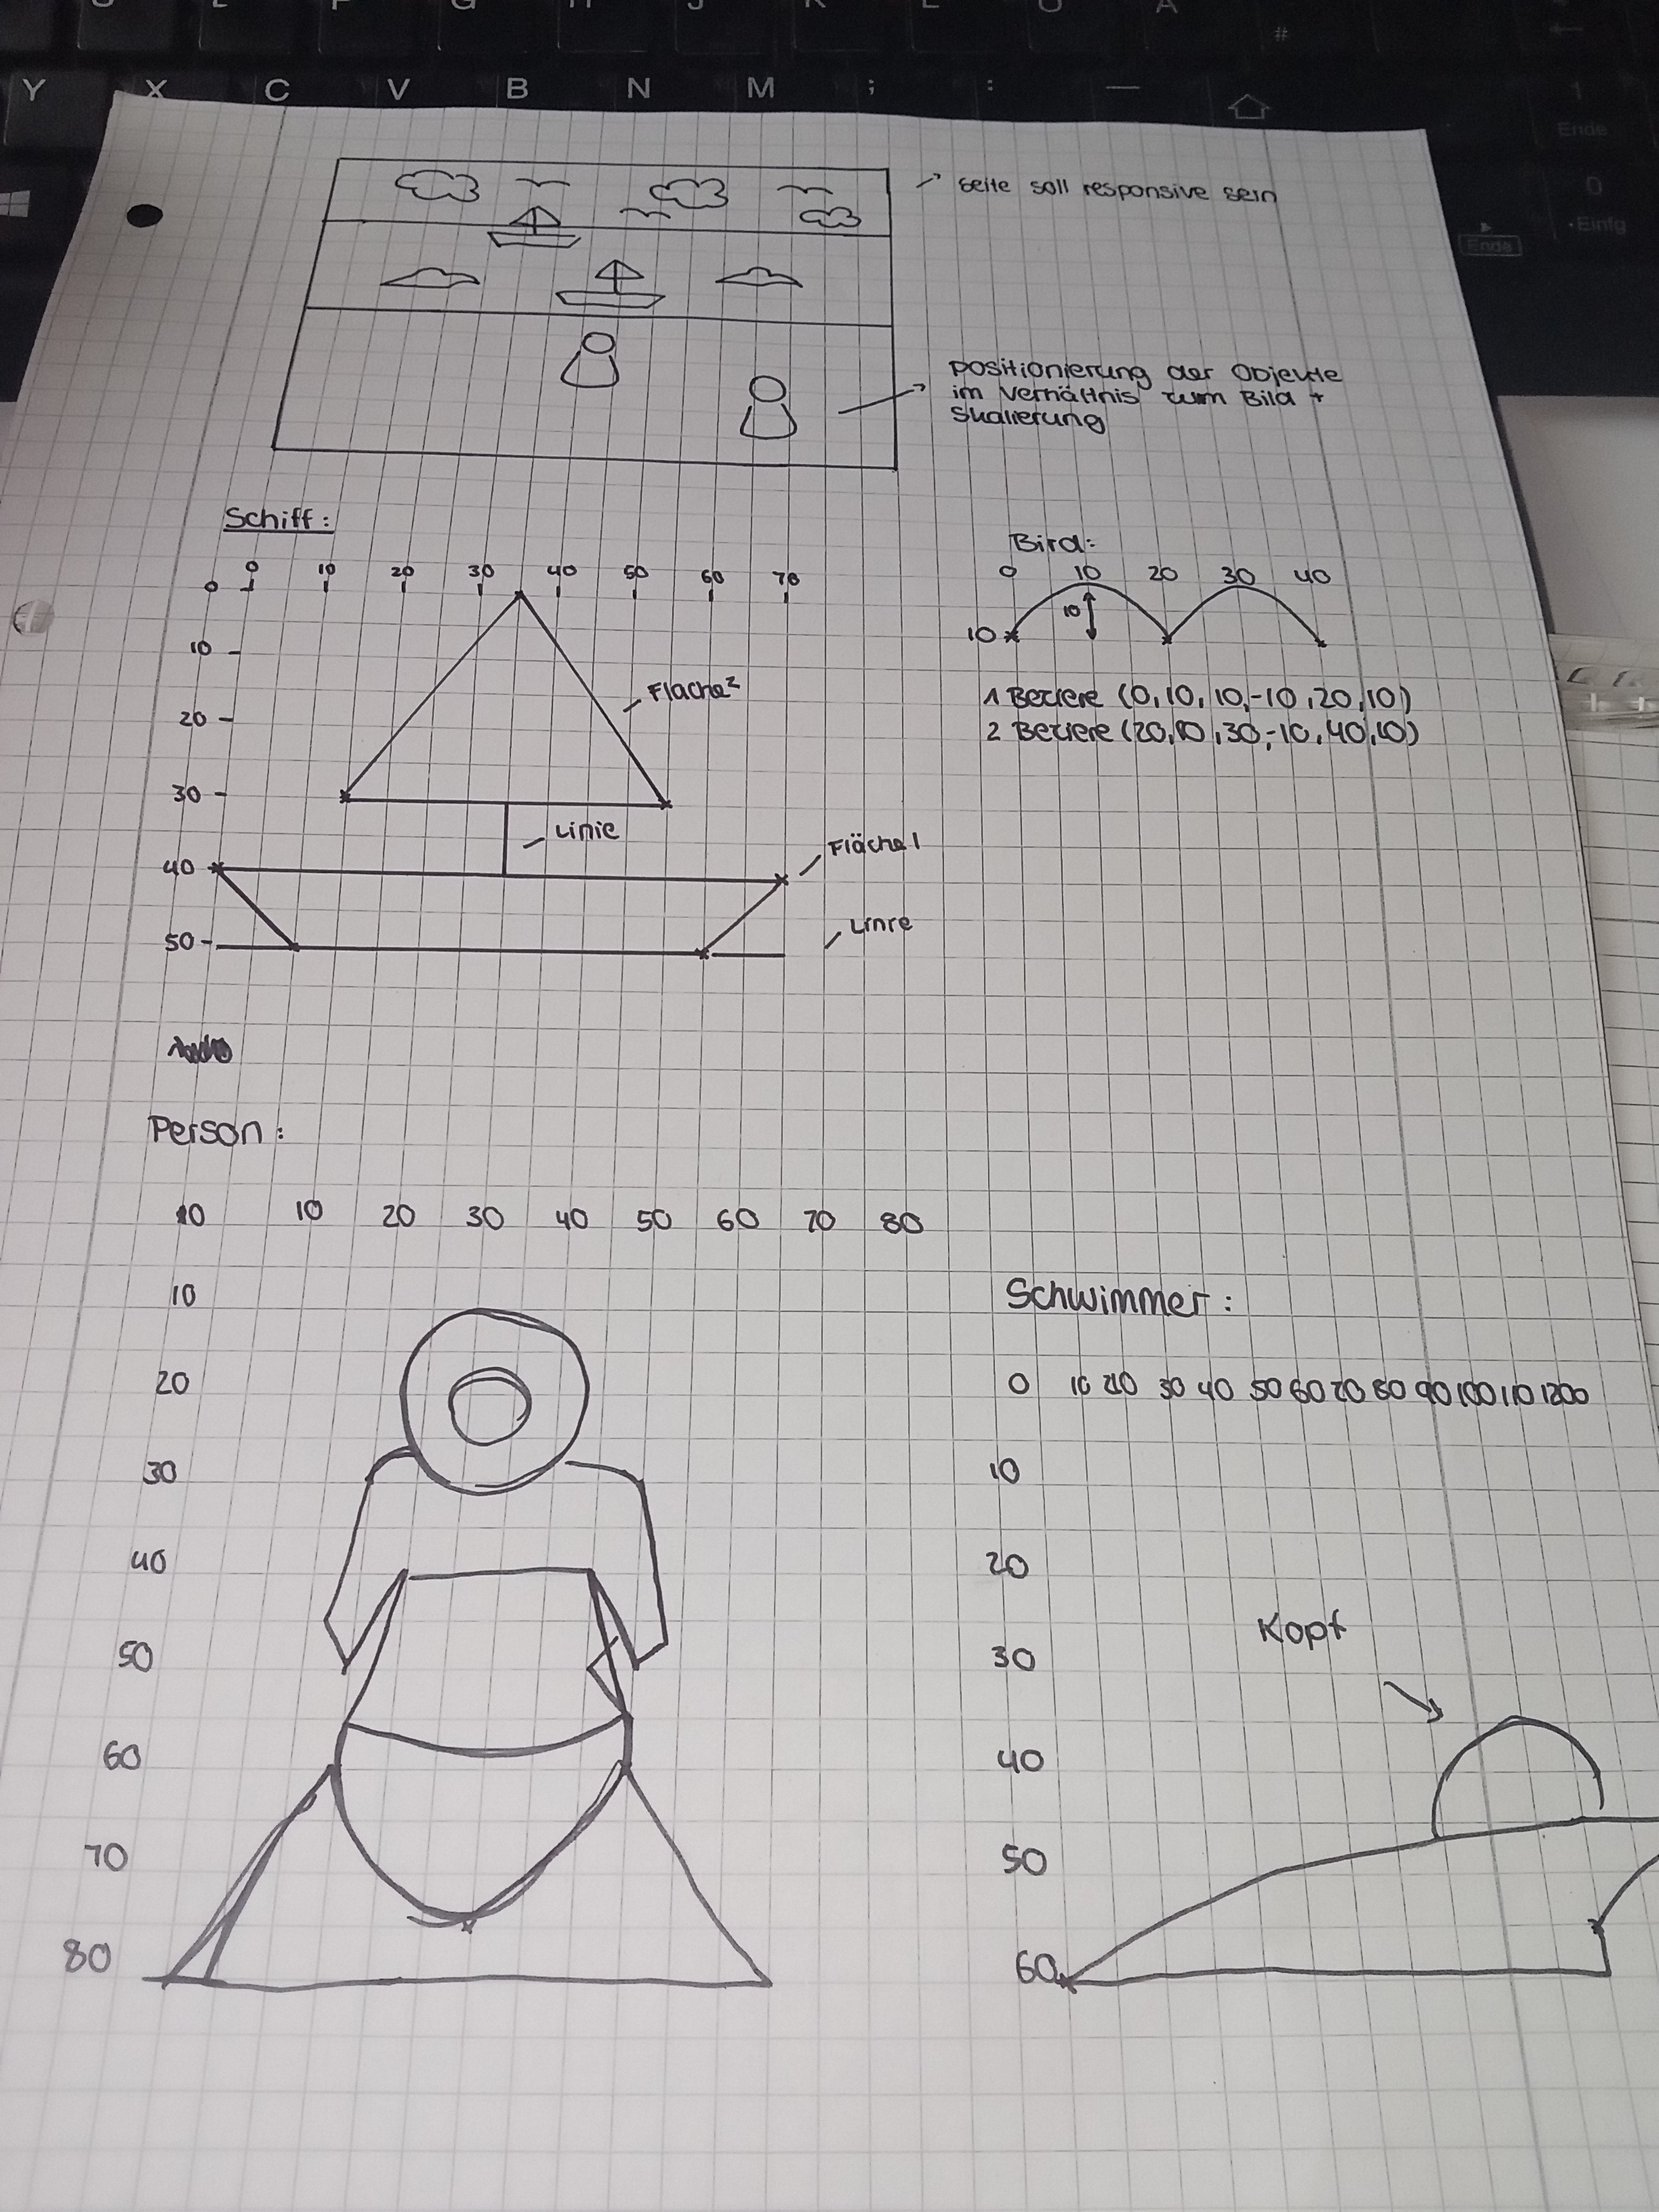 Y X C V B N M ; : —
#
1
Ende
0
Einfg
Ende
seite soll responsive sein
Positionierung der Objekte
im Verhältnis zum Bild +
Skalierung
Schiff:
0 10 20 30 40 50 60 70
0
10
20
30
40
50
Fläche²
Linie
Fläche1
Linie
Bird:
0 10 20 30 40
10
10
1 Beziere (0,10,10,-10,20,10)
2 Beziere (20,10,30,-10,40,10)
Person:
10 20 30 40 50 60 70 80
10
20
30
40
50
60
70
80
Schwimmer:
0 10 20 30 40 50 60 70 80 90 100 110 1200
10
20
30
40
50
60
Kopf